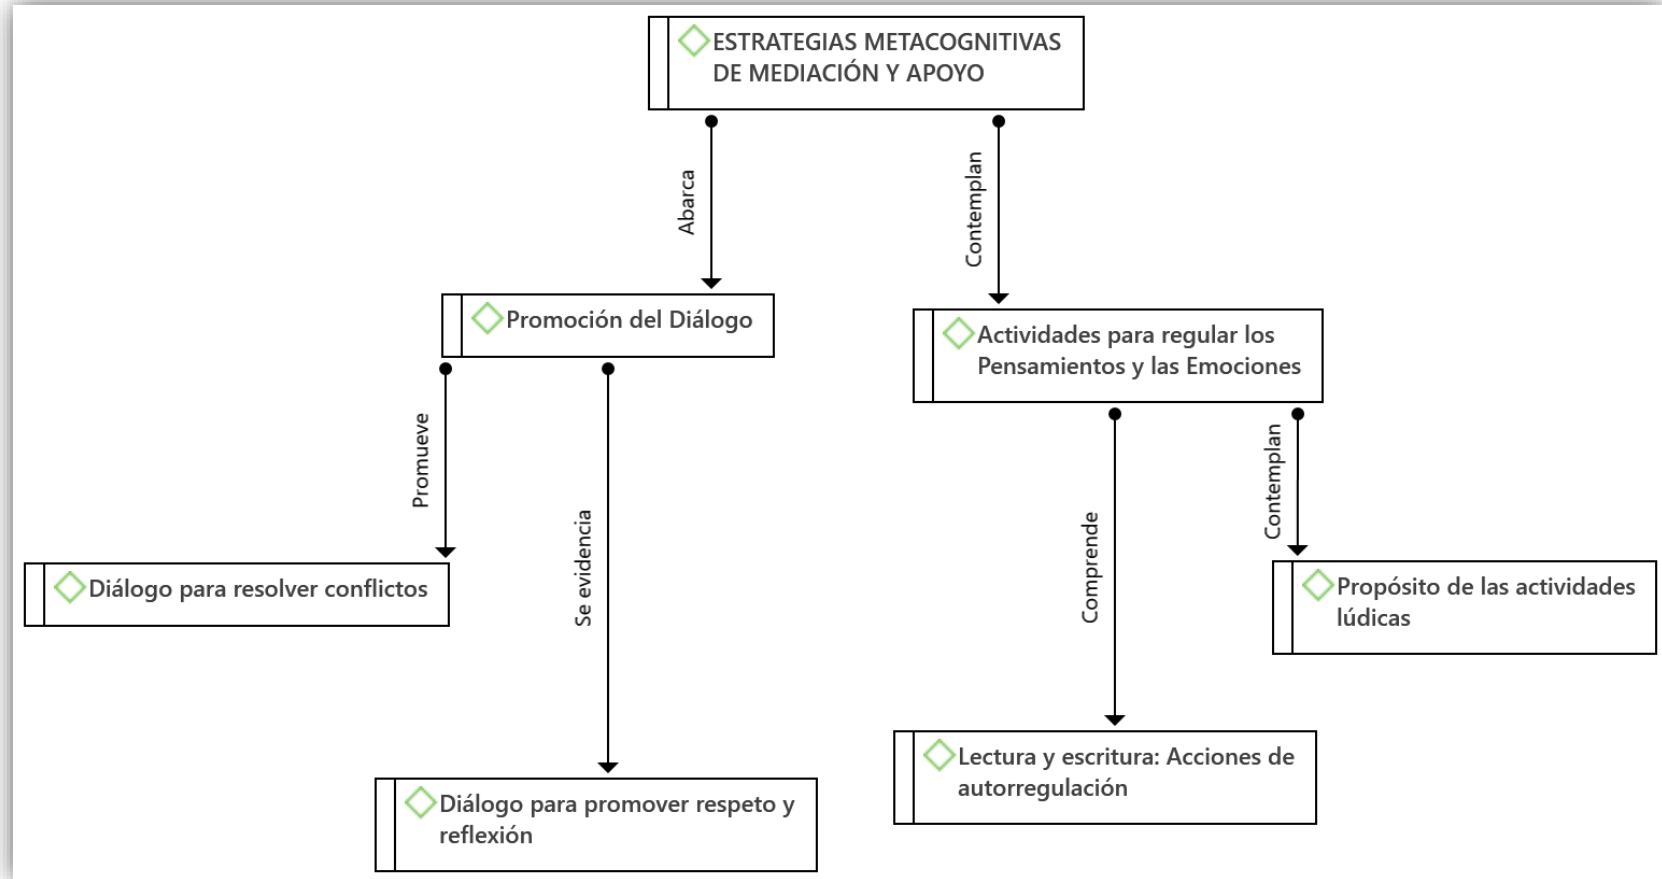 ESTRATEGIAS METACOGNITIVAS
DE MEDIACIÓN Y APOYO
Abarca
Contemplan
Promoción del Diálogo
Actividades para regular los
Pensamientos y las Emociones
Promueve
Se evidencia
Comprende
Contemplan
Diálogo para resolver conflictos
Propósito de las actividades
lúdicas
Lectura y escritura: Acciones de
autorregulación
Diálogo para promover respeto y
reflexión